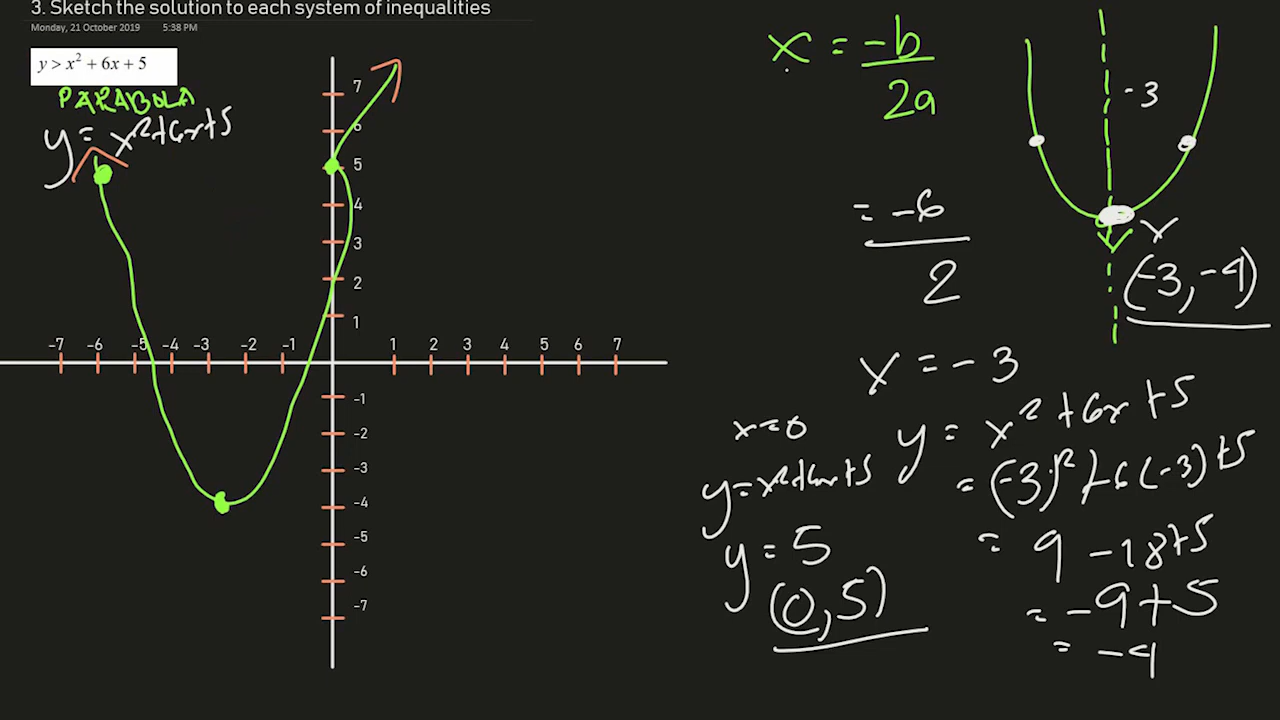 3. Sketch the solution to each system of inequalities
Monday, 21 October 2019 5:38 PM
y > x² + 6x + 5
PARABOLA
y = x²+6x+5
7
6
5
4
3
2
1
-7 -6 -5 -4 -3 -2 -1 1 2 3 4 5 6 7
-1
-2
-3
-4
-5
-6
-7
x = -b
2a
= -6
2
x = -3
-3
x
(-3, -4)
x=0
y=x²+6x+5
y = 5
(0,5)
y = x²+6x+5
= (-3)²+6(-3)+5
= 9 -18+5
= -9+5
= -4